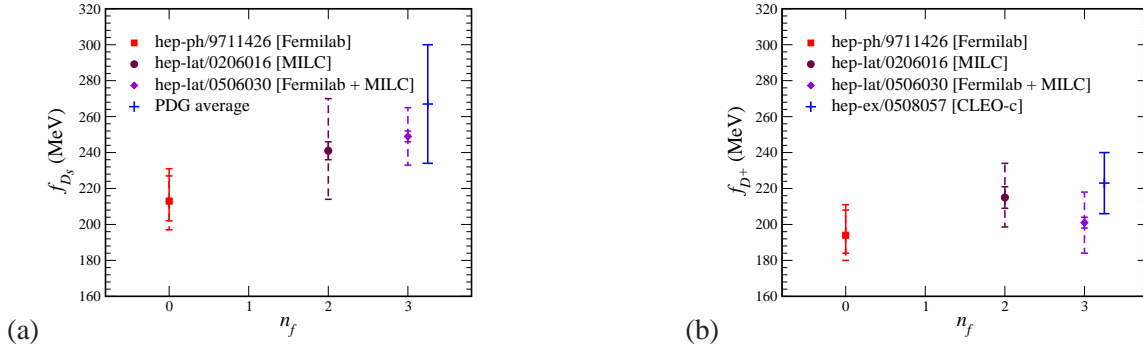 320
300
280
260
240
220
200
180
160
f_{D_s} (MeV)
hep-ph/9711426 [Fermilab]
hep-lat/0206016 [MILC]
hep-lat/0506030 [Fermilab + MILC]
PDG average
0 1 2 3
n_f
(a)
320
300
280
260
240
220
200
180
160
f_{D^+} (MeV)
hep-ph/9711426 [Fermilab]
hep-lat/0206016 [MILC]
hep-lat/0506030 [Fermilab + MILC]
hep-ex/0508057 [CLEO-c]
0 1 2 3
n_f
(b)